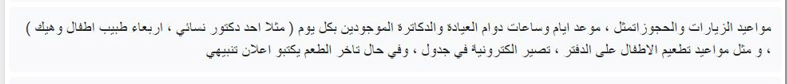 مواعيد الزيارات والحجوزاتمثل ، موعد ايام وساعات دوام العيادة والدكاترة الموجودين بكل يوم ( مثلا احد دكتور نسائي ، اربعاء طبيب اطفال وهيك )
، و مثل مواعيد تطعيم الاطفال على الدفتر ، تصير الكترونية في جدول ، وفي حال تاخر الطعم يكتبو اعلان تنبيهي